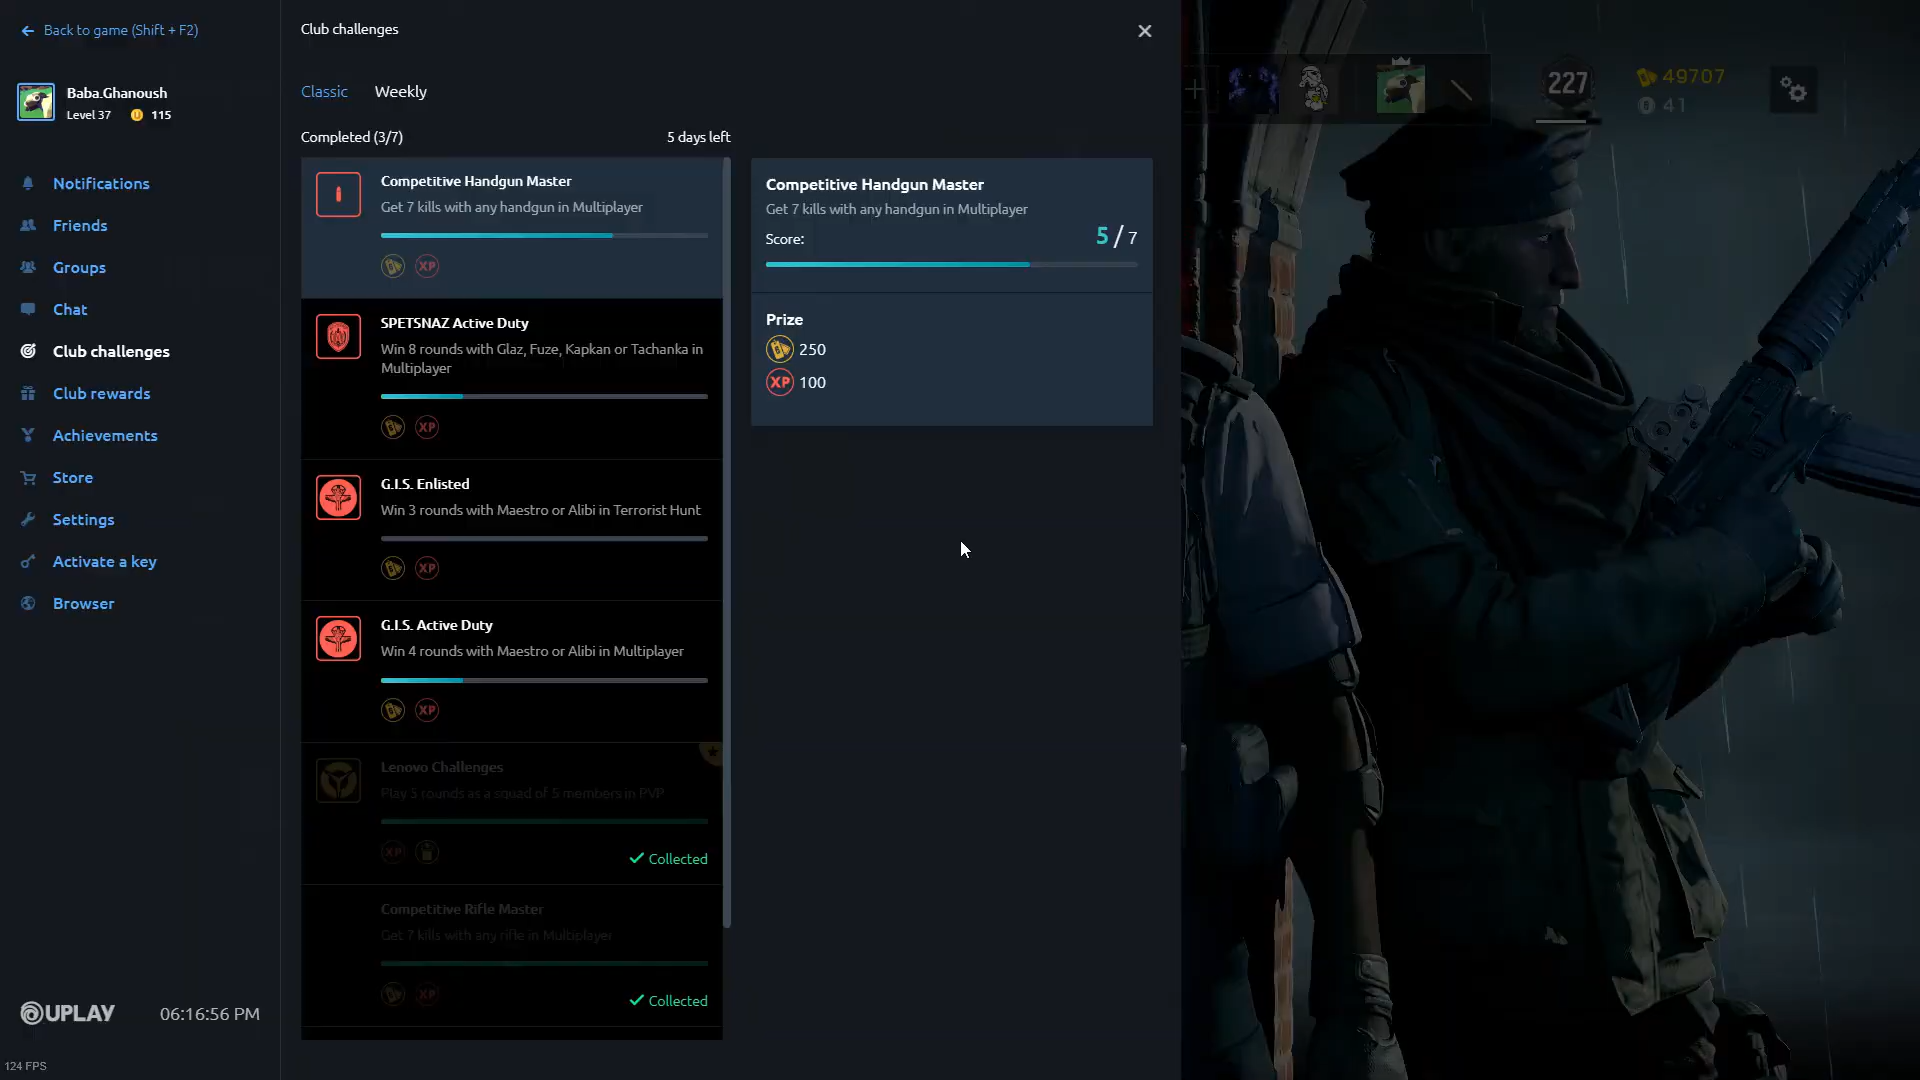 Back to game (Shift + F2)
Baba.Ghanoush
Level 37 115
Notifications
Friends
Groups
Chat
Club challenges
Club rewards
Achievements
Store
Settings
Activate a key
Browser
UPLAY 06:16:56 PM
124 FPS
Club challenges
Classic Weekly
Completed (3/7) 5 days left
Competitive Handgun Master
Get 7 kills with any handgun in Multiplayer
XP
SPETSNAZ Active Duty
Win 8 rounds with Glaz, Fuze, Kapkan or Tachanka in
Multiplayer
XP
G.I.S. Enlisted
Win 3 rounds with Maestro or Alibi in Terrorist Hunt
XP
G.I.S. Active Duty
Win 4 rounds with Maestro or Alibi in Multiplayer
XP
Lenovo Challenges
Play 5 rounds as a squad of 5 members in PVP
XP
Collected
Competitive Rifle Master
Get 7 kills with any rifle in Multiplayer
XP
Collected
Competitive Handgun Master
Get 7 kills with any handgun in Multiplayer
Score: 5 / 7
Prize
250
XP 100
227
49707
41